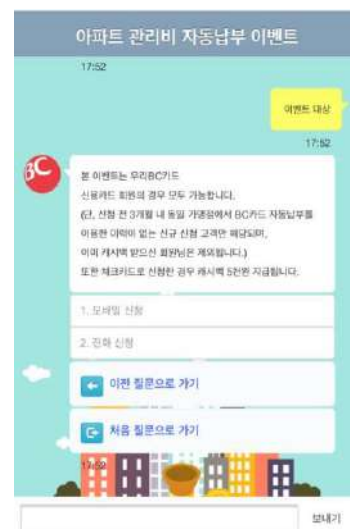 아파트 관리비 자동납부 이벤트
17:52
이벤트 대상
17:52
BC
본 이벤트는 우리BC카드
신용카드 회원의 경우 모두 가능합니다.
(단, 신청 전 3개월 내 동일 가맹점에서 BC카드 자동납부를
이용한 이력이 없는 신규 신청 고객만 해당되며,
이미 캐시백 받으신 회원님은 제외됩니다.)
또한 체크카드로 신청한 경우 캐시백 5천원 지급됩니다.
1. 모바일 신청
2. 전화 신청
이전 질문으로 가기
처음 질문으로 가기
17:52
보내기